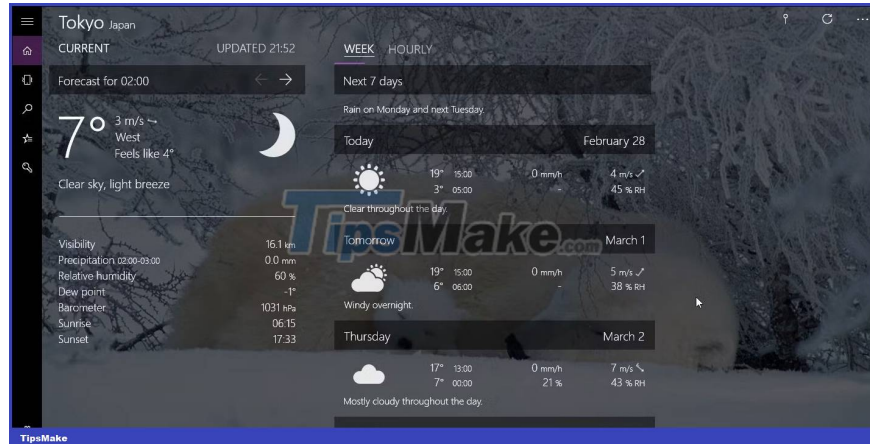 Tokyo Japan
CURRENT UPDATED 21:52
Forecast for 02:00
7° 3 m/s
West
Feels like 4°
Clear sky, light breeze
Visibility 16.1 km
Precipitation 02:00-03:00 0.0 mm
Relative humidity 60 %
Dew point -1°
Barometer 1031 hPa
Sunrise 06:15
Sunset 17:33
WEEK HOURLY
Next 7 days
Rain on Monday and next Tuesday.
Today February 28
19° 15:00 0 mm/h 4 m/s
3° 05:00 - 45 % RH
Clear throughout the day.
Tomorrow March 1
19° 15:00 0 mm/h 5 m/s
6° 06:00 - 38 % RH
Windy overnight.
Thursday March 2
17° 13:00 0 mm/h 7 m/s
7° 00:00 21 % 43 % RH
Mostly cloudy throughout the day.
TipsMake.com
TipsMake